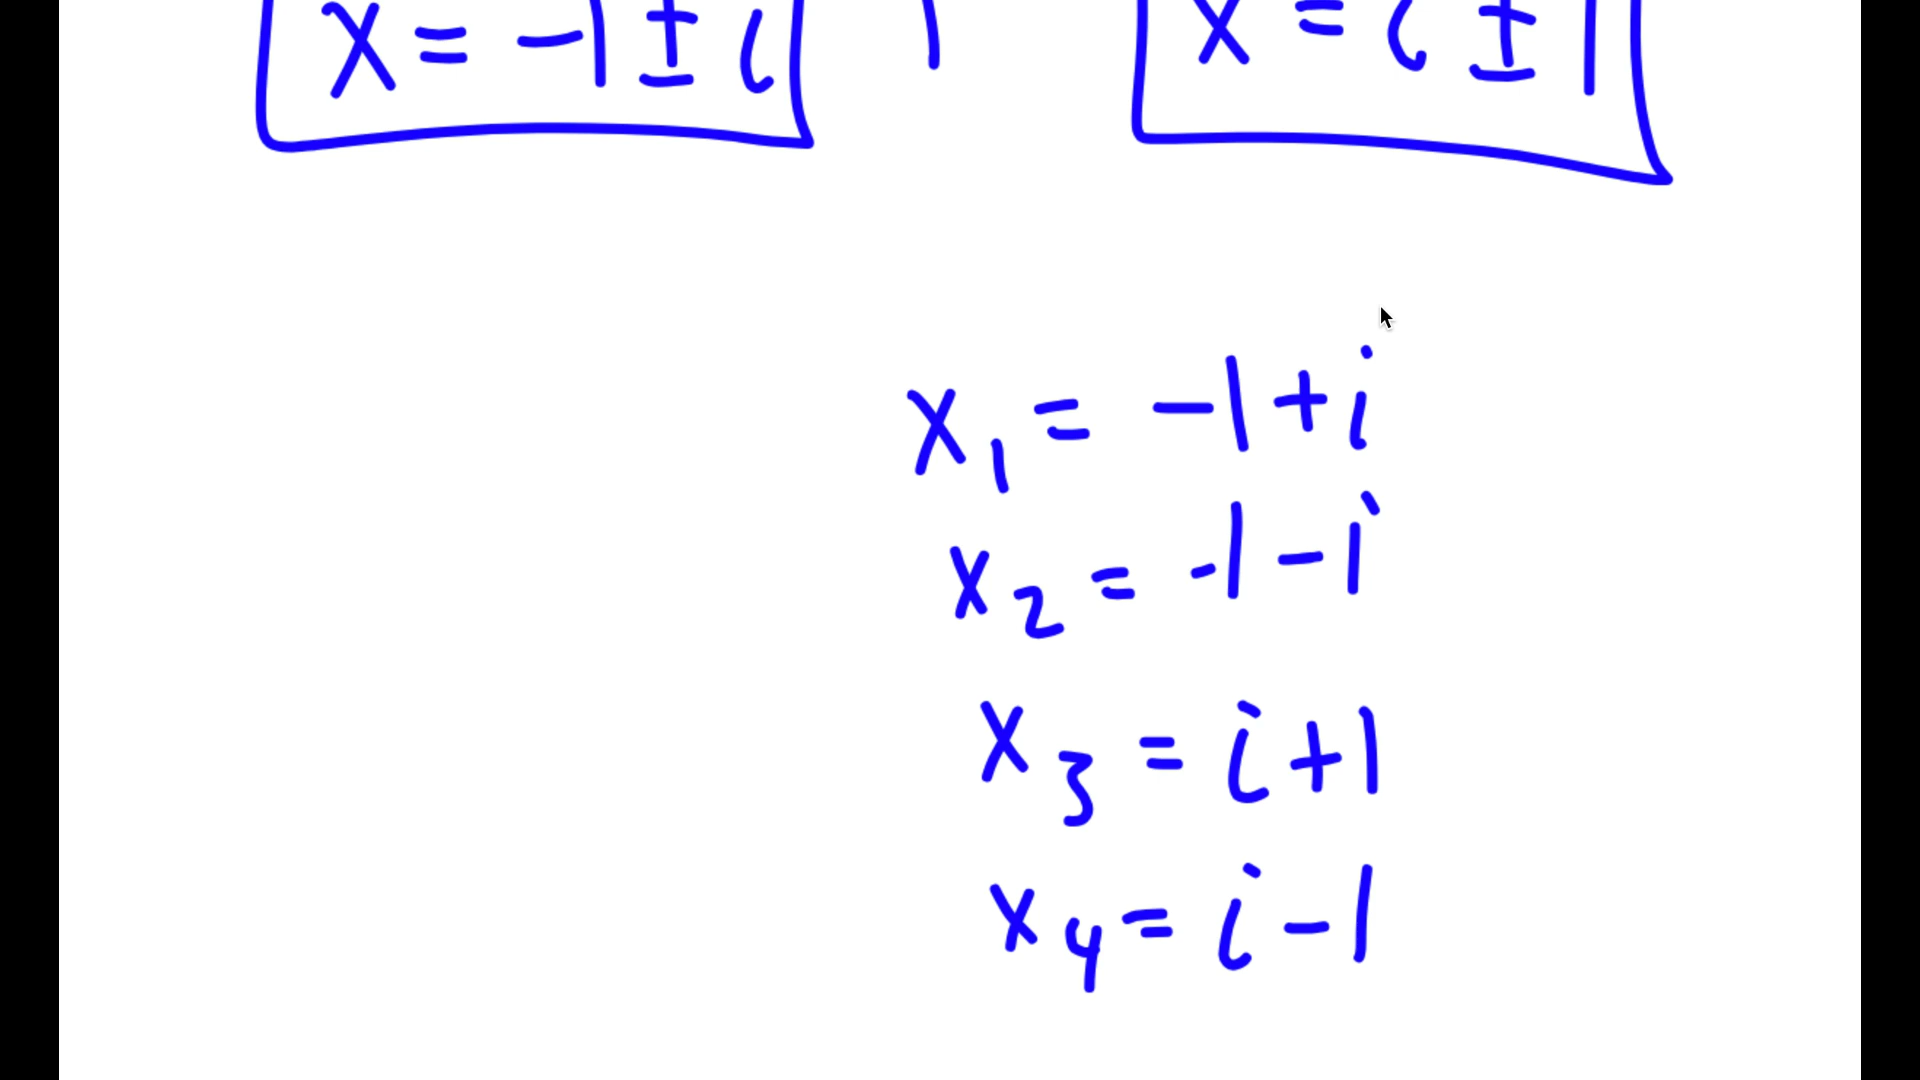 x = -1 ± i | x = i ± 1
x₁ = -1 + i
x₂ = -1 - i
x₃ = i + 1
x₄ = i - 1